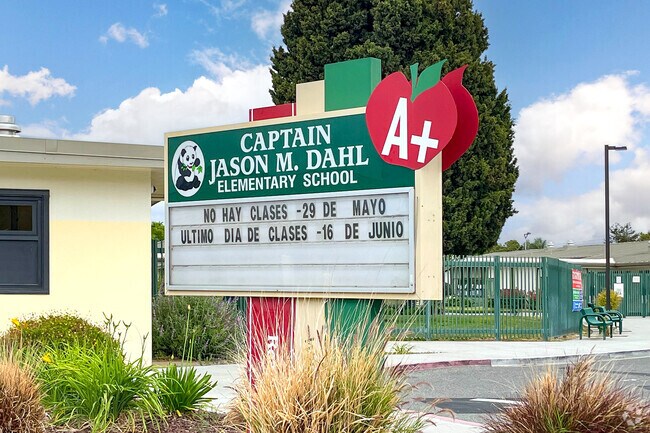 CAPTAIN
JASON M. DAHL
ELEMENTARY SCHOOL
A+
NO HAY CLASES -29 DE MAYO
ULTIMO DIA DE CLASES -16 DE JUNIO